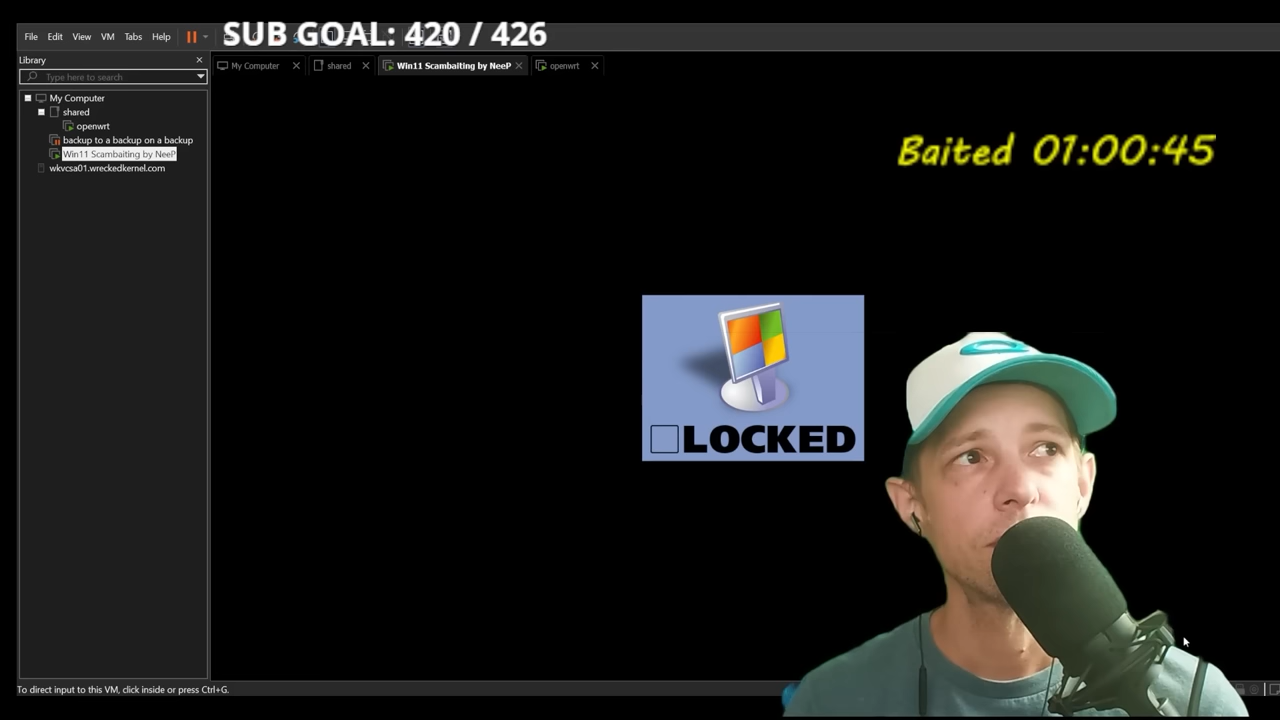 File Edit View VM Tabs Help
SUB GOAL: 420 / 426
Library
Type here to search
My Computer
shared
openwrt
backup to a backup on a backup
Win11 Scambaiting by NeeP
wkvcsa01.wreckedkernel.com
My Computer shared Win11 Scambaiting by NeeP openwrt
Baited 01:00:45
LOCKED
To direct input to this VM, click inside or press Ctrl+G.